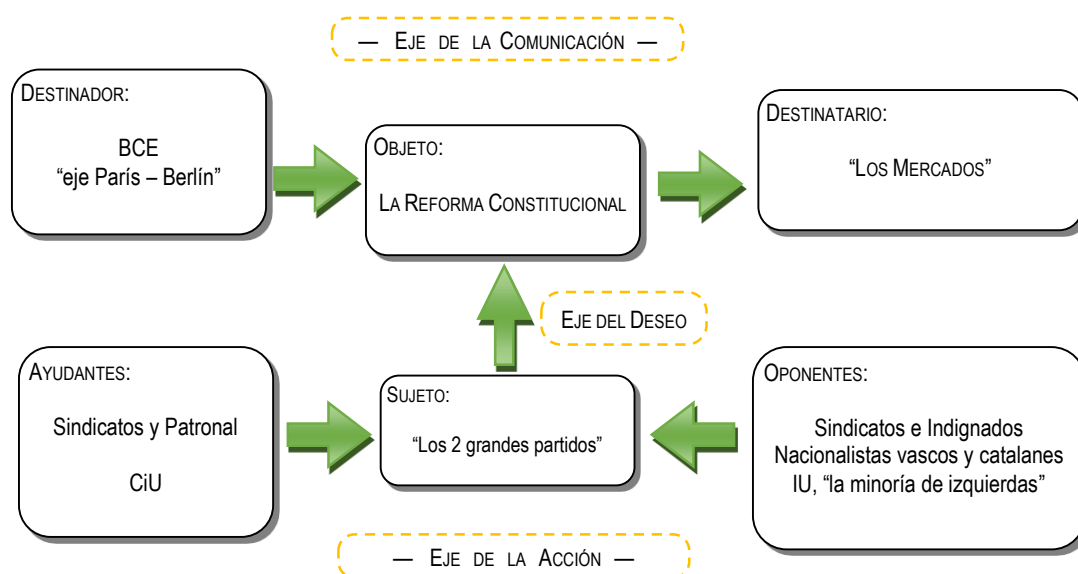 — EJE DE LA COMUNICACIÓN —
DESTINADOR:
BCE
“eje París – Berlín”
OBJETO:
LA REFORMA CONSTITUCIONAL
DESTINATARIO:
“LOS MERCADOS”
EJE DEL DESEO
AYUDANTES:
Sindicatos y Patronal
CiU
SUJETO:
“Los 2 grandes partidos”
OPONENTES:
Sindicatos e Indignados
Nacionalistas vascos y catalanes
IU, “la minoría de izquierdas”
— EJE DE LA ACCIÓN —